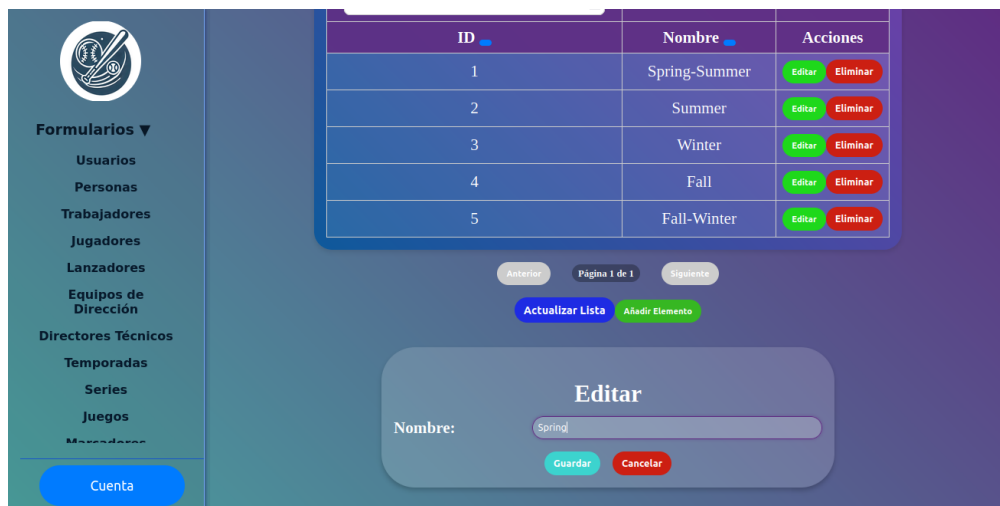 Formularios ▼
Usuarios
Personas
Trabajadores
Jugadores
Lanzadores
Equipos de
Dirección
Directores Técnicos
Temporadas
Series
Juegos
Marcadores
Cuenta
ID Nombre Acciones
1 Spring-Summer Editar Eliminar
2 Summer Editar Eliminar
3 Winter Editar Eliminar
4 Fall Editar Eliminar
5 Fall-Winter Editar Eliminar
Anterior Página 1 de 1 Siguiente
Actualizar Lista Añadir Elemento
Editar
Nombre: Spring
Guardar Cancelar